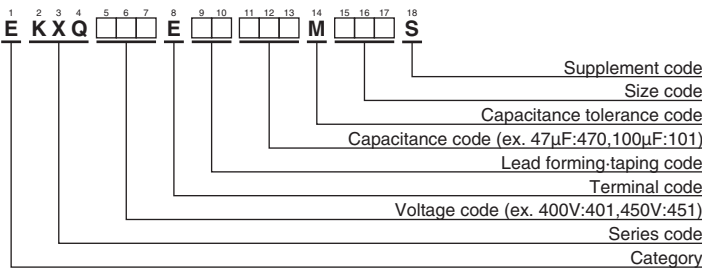 1 2 3 4 5 6 7 8 9 10 11 12 13 14 15 16 17 18
E K X Q E M S
Supplement code
Size code
Capacitance tolerance code
Capacitance code (ex. 47µF:470,100µF:101)
Lead forming·taping code
Terminal code
Voltage code (ex. 400V:401,450V:451)
Series code
Category